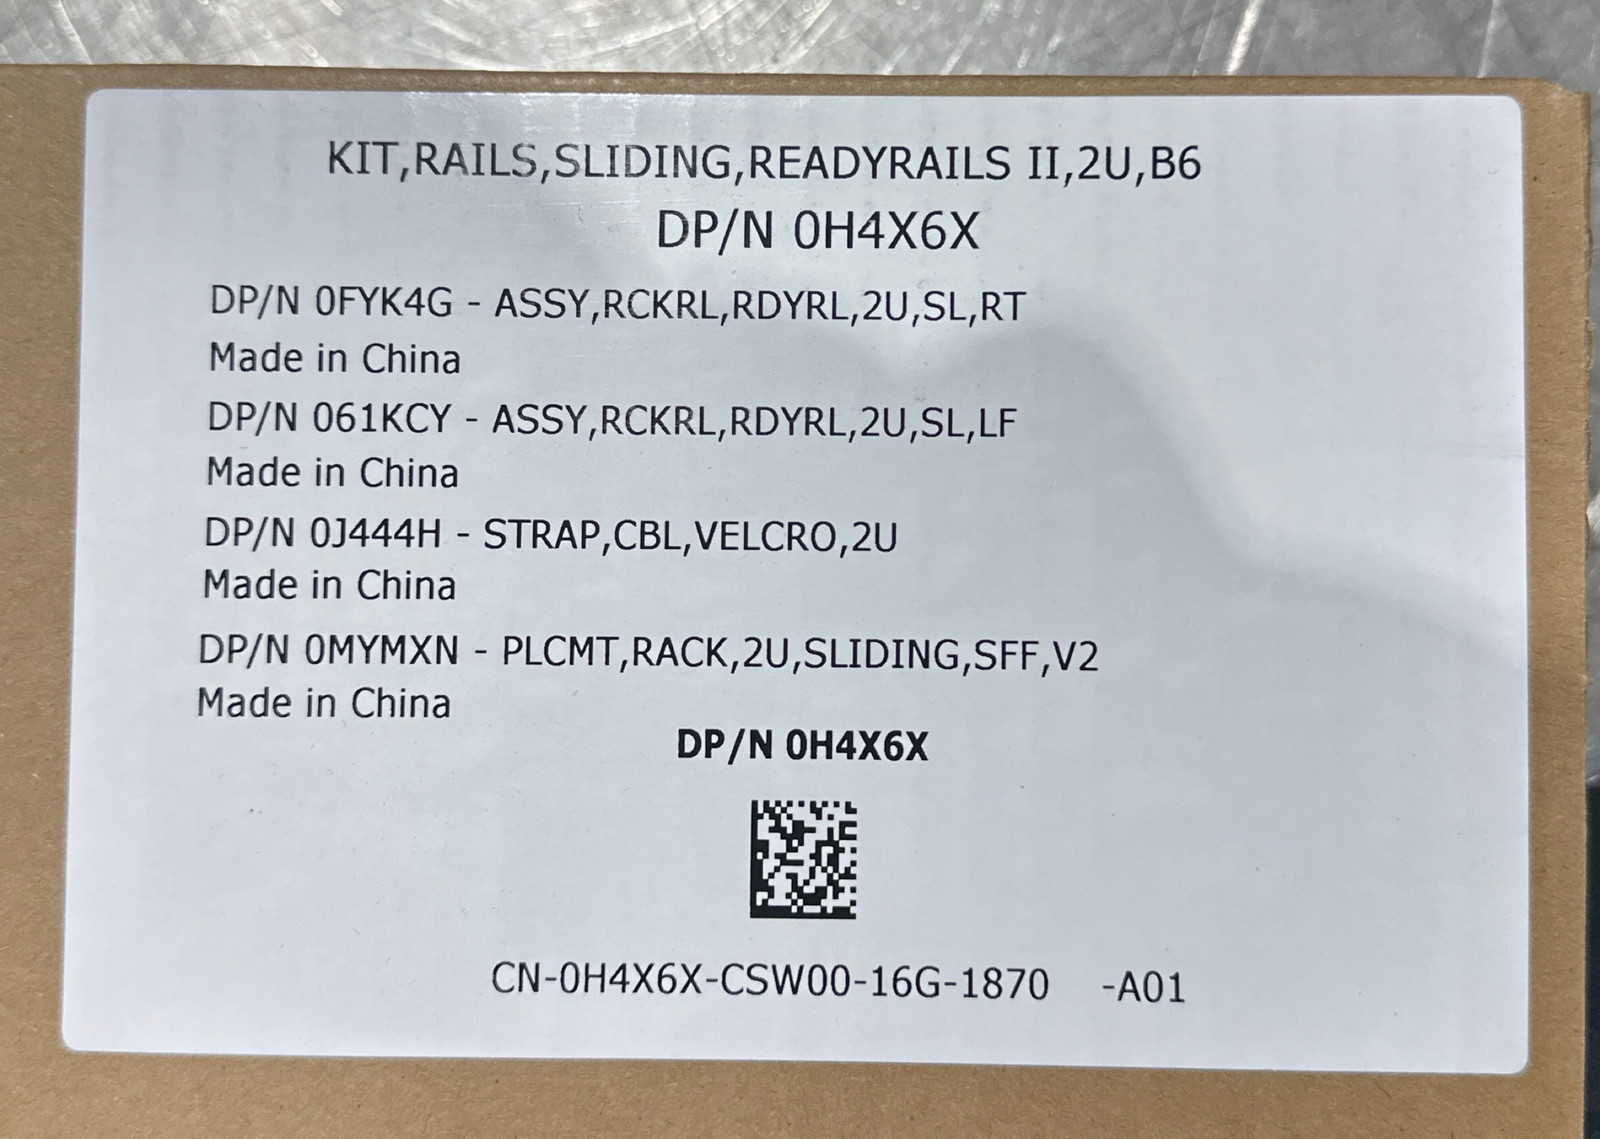 KIT,RAILS,SLIDING,READYRAILS II,2U,B6
DP/N 0H4X6X
DP/N 0FYK4G - ASSY,RCKRL,RDYRL,2U,SL,RT
Made in China
DP/N 061KCY - ASSY,RCKRL,RDYRL,2U,SL,LF
Made in China
DP/N 0J444H - STRAP,CBL,VELCRO,2U
Made in China
DP/N 0MYMXN - PLCMT,RACK,2U,SLIDING,SFF,V2
Made in China
DP/N 0H4X6X
CN-0H4X6X-CSW00-16G-1870 -A01